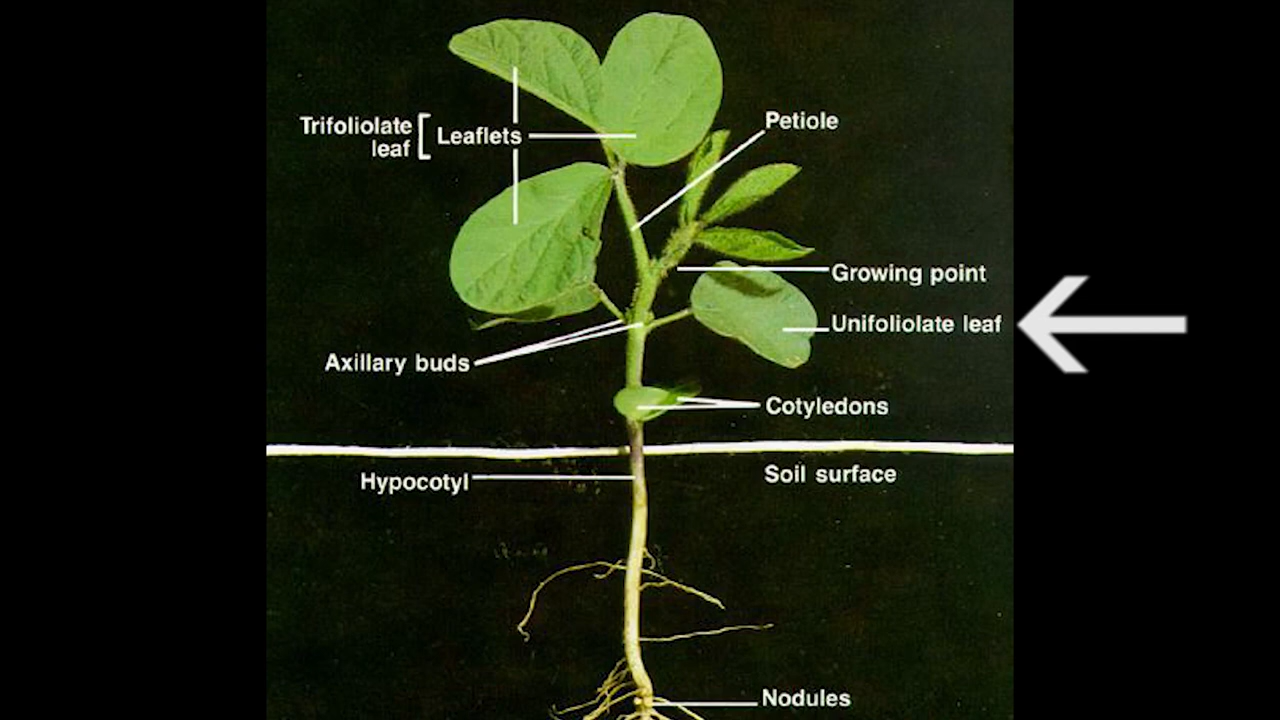 Trifoliolate
leaf
Leaflets
Petiole
Growing point
Unifoliolate leaf
Axillary buds
Cotyledons
Hypocotyl
Soil surface
Nodules